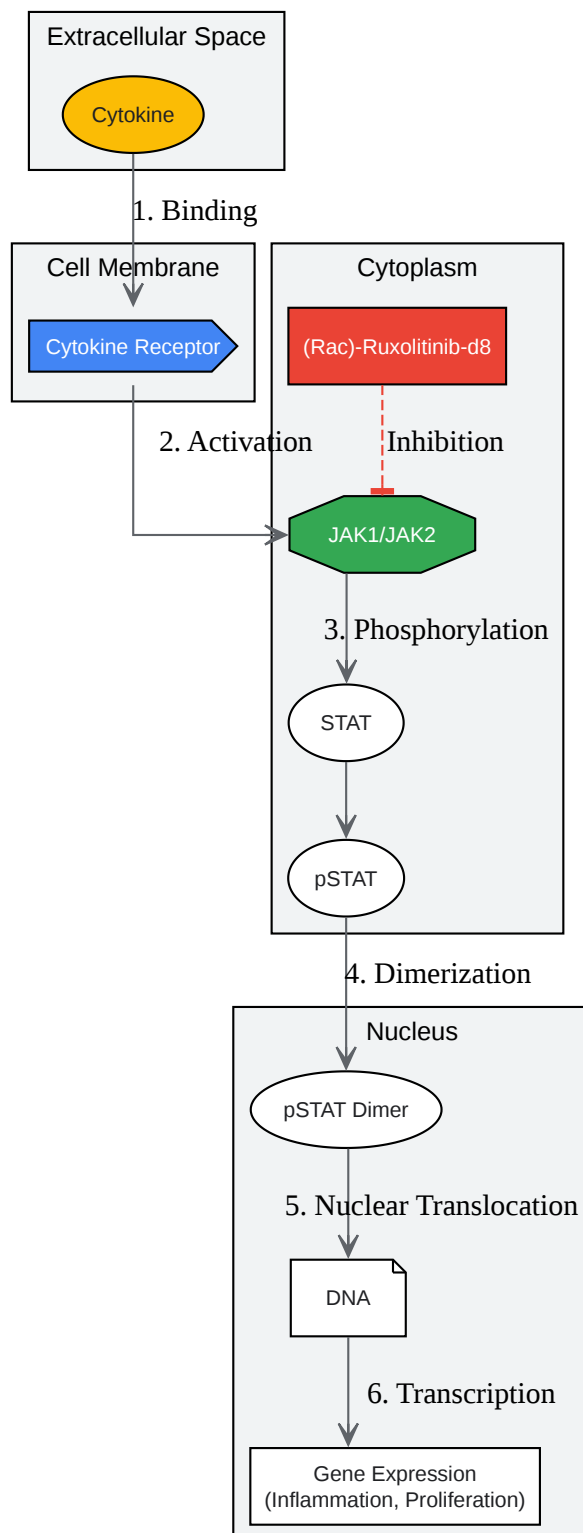 Extracellular Space
Cytokine
1. Binding
Cell Membrane
Cytokine Receptor
Cytoplasm
(Rac)-Ruxolitinib-d8
2. Activation
Inhibition
JAK1/JAK2
3. Phosphorylation
STAT
pSTAT
4. Dimerization
Nucleus
pSTAT Dimer
5. Nuclear Translocation
DNA
6. Transcription
Gene Expression
(Inflammation, Proliferation)